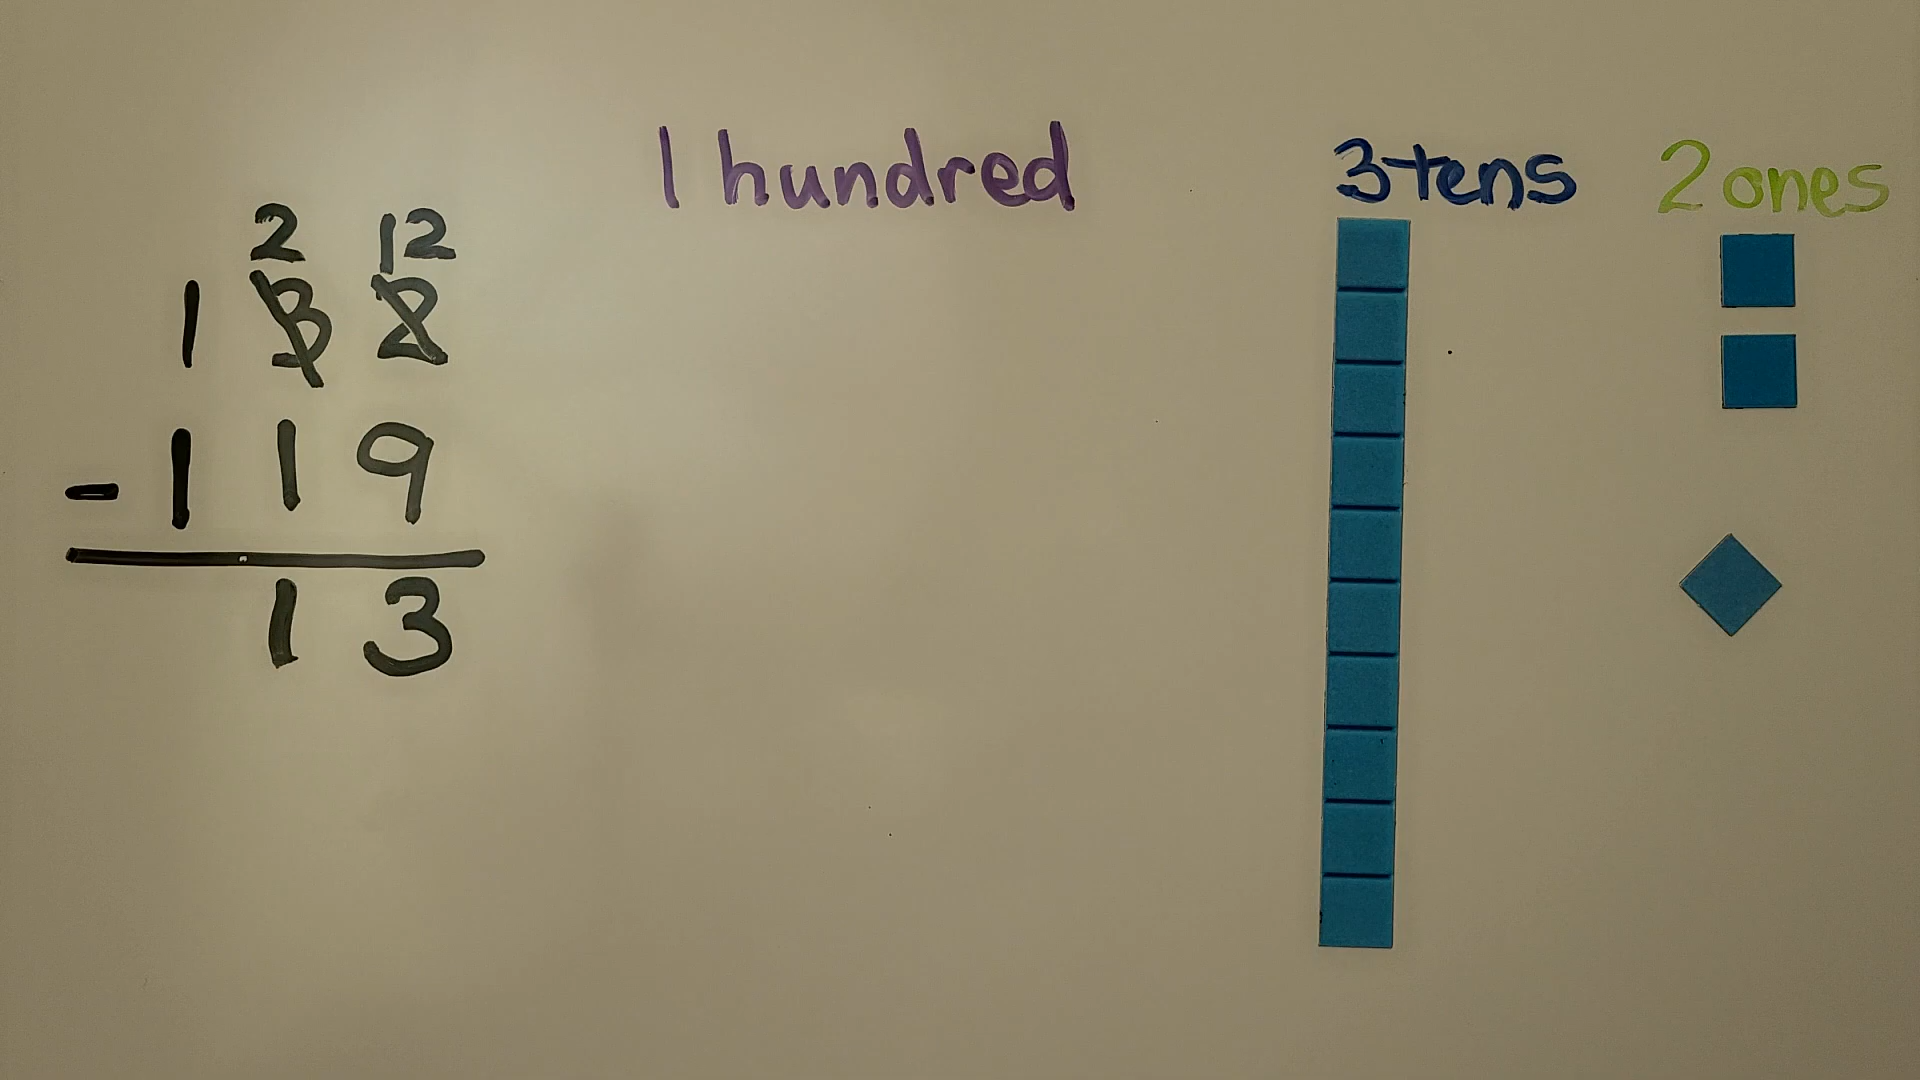 1 hundred 3 tens 2 ones
2 12
1 3 2
- 1 1 9
1 3